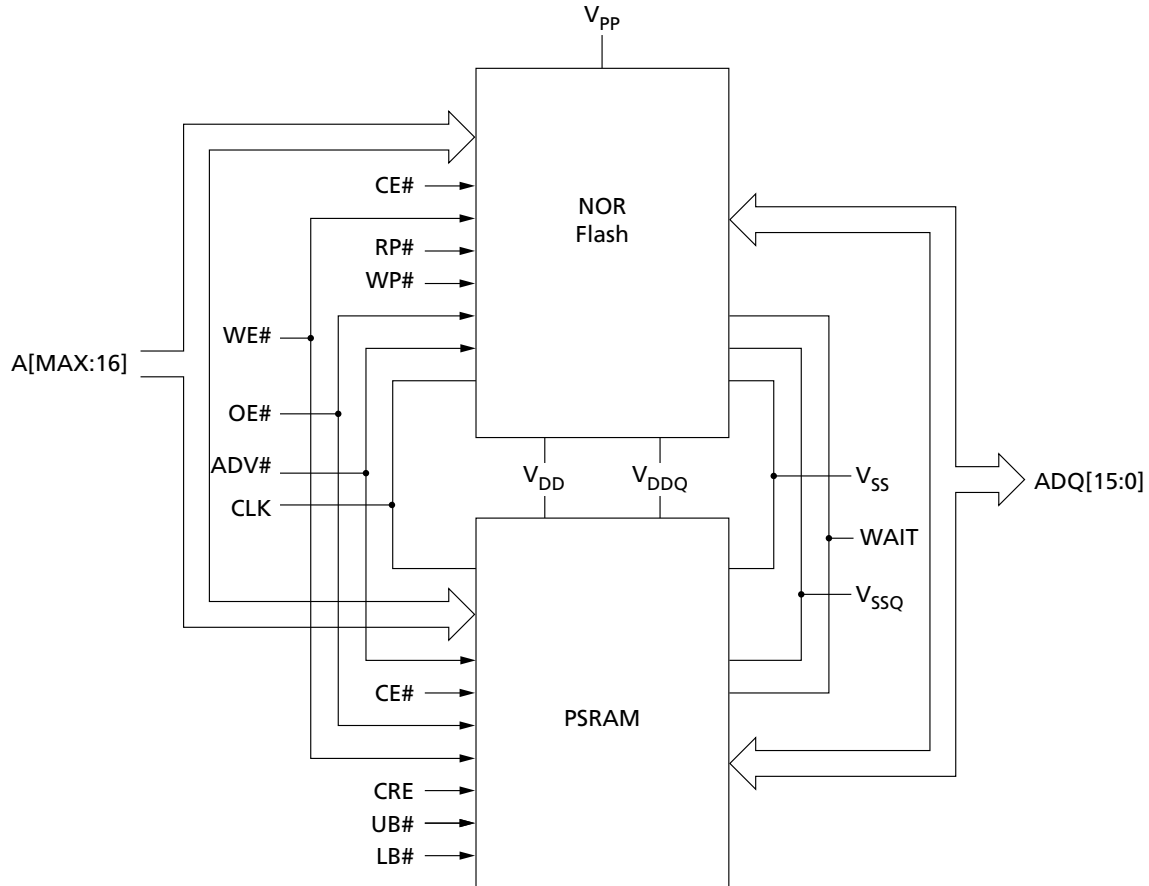 VPP
NOR
Flash
CE#
RP#
WP#
WE#
A[MAX:16]
OE#
ADV#
CLK
VDD
VDDQ
VSS
ADQ[15:0]
WAIT
VSSQ
CE#
PSRAM
CRE
UB#
LB#